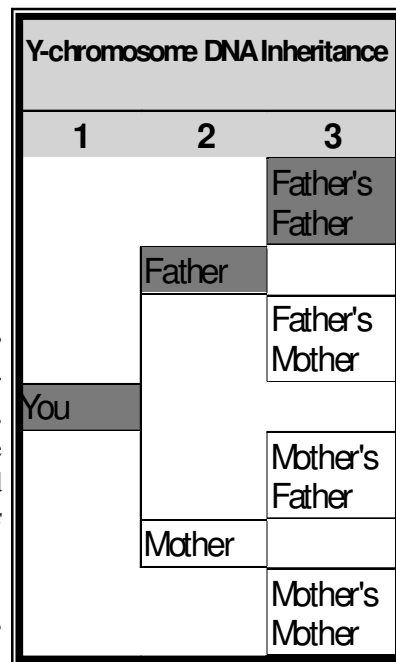 Y-chromosome DNA Inheritance
1 2 3
Father's
Father
Father
Father's
Mother
You
Mother's
Father
Mother
Mother's
Mother